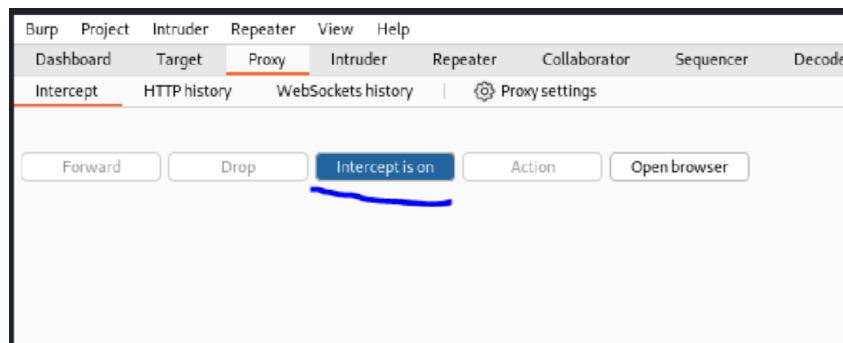 Burp Project Intruder Repeater View Help
Dashboard Target Proxy Intruder Repeater Collaborator Sequencer Decode
Intercept HTTP history WebSockets history Proxy settings
Forward Drop Intercept is on Action Open browser